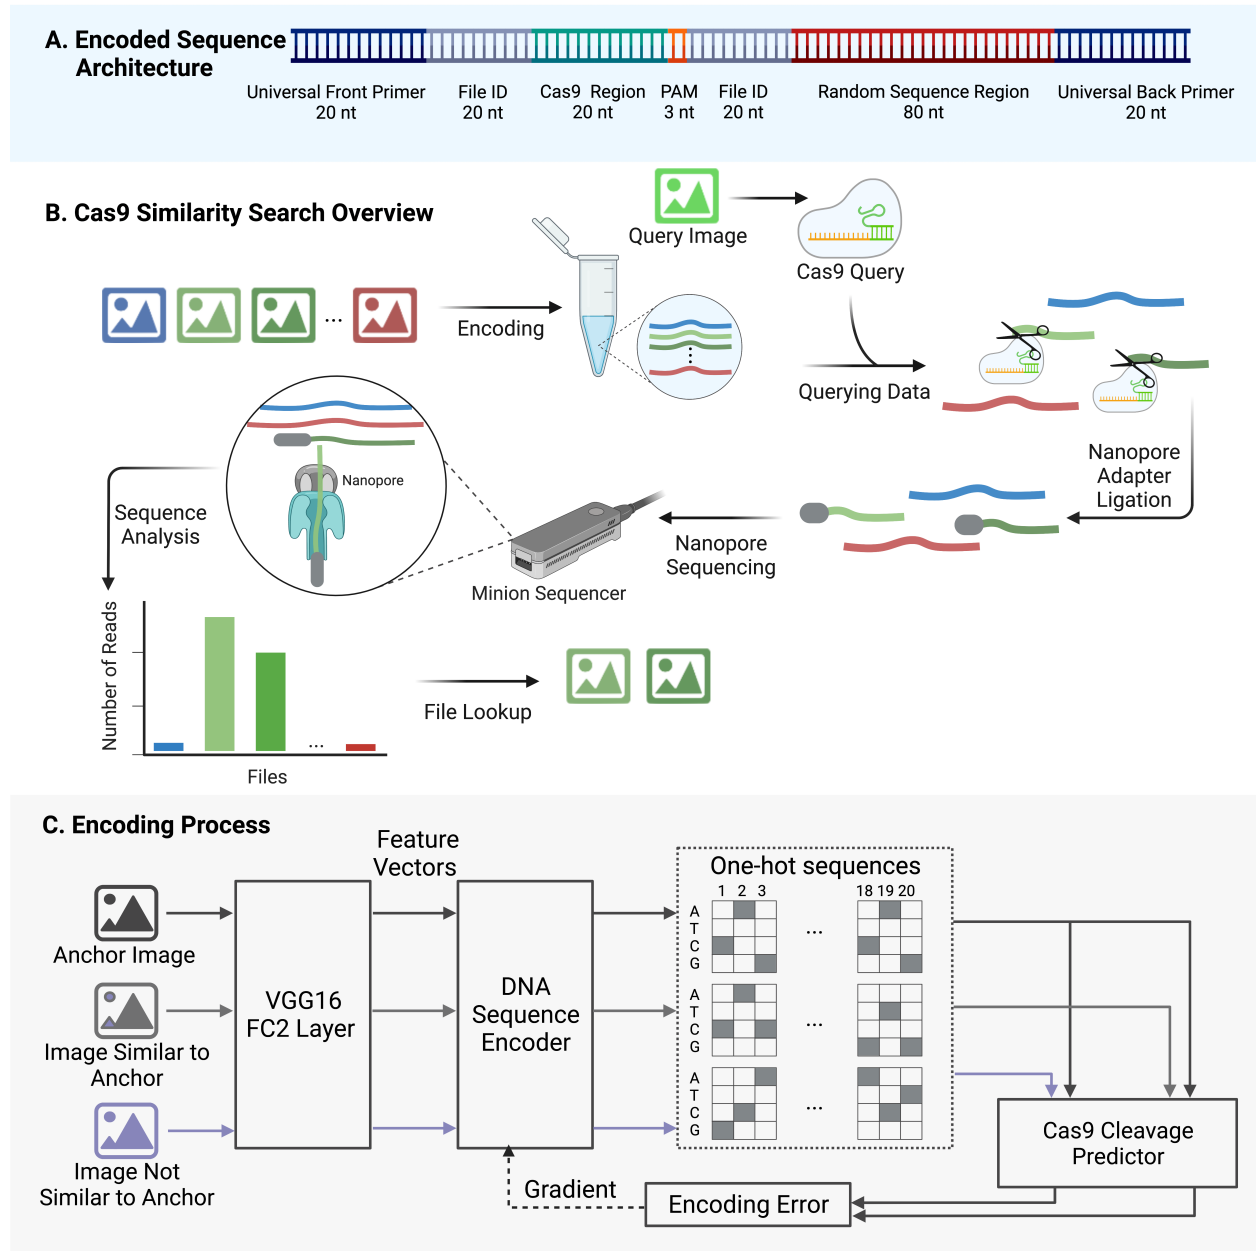 A. Encoded Sequence
Architecture
Universal Front Primer
20 nt
File ID
20 nt
Cas9 Region
20 nt
PAM
3 nt
File ID
20 nt
Random Sequence Region
80 nt
Universal Back Primer
20 nt
B. Cas9 Similarity Search Overview
Query Image
Cas9 Query
...
Encoding
Querying Data
Nanopore
Adapter
Ligation
Nanopore
Sequencing
Minion Sequencer
Nanopore
Sequence
Analysis
Number of Reads
...
Files
File Lookup
C. Encoding Process
Feature
Vectors
Anchor Image
Image Similar to
Anchor
Image Not
Similar to Anchor
VGG16
FC2 Layer
DNA
Sequence
Encoder
One-hot sequences
1 2 3 18 19 20
A
T
...
C
G
A
T
...
C
G
A
T
...
C
G
Cas9 Cleavage
Predictor
Gradient
Encoding Error